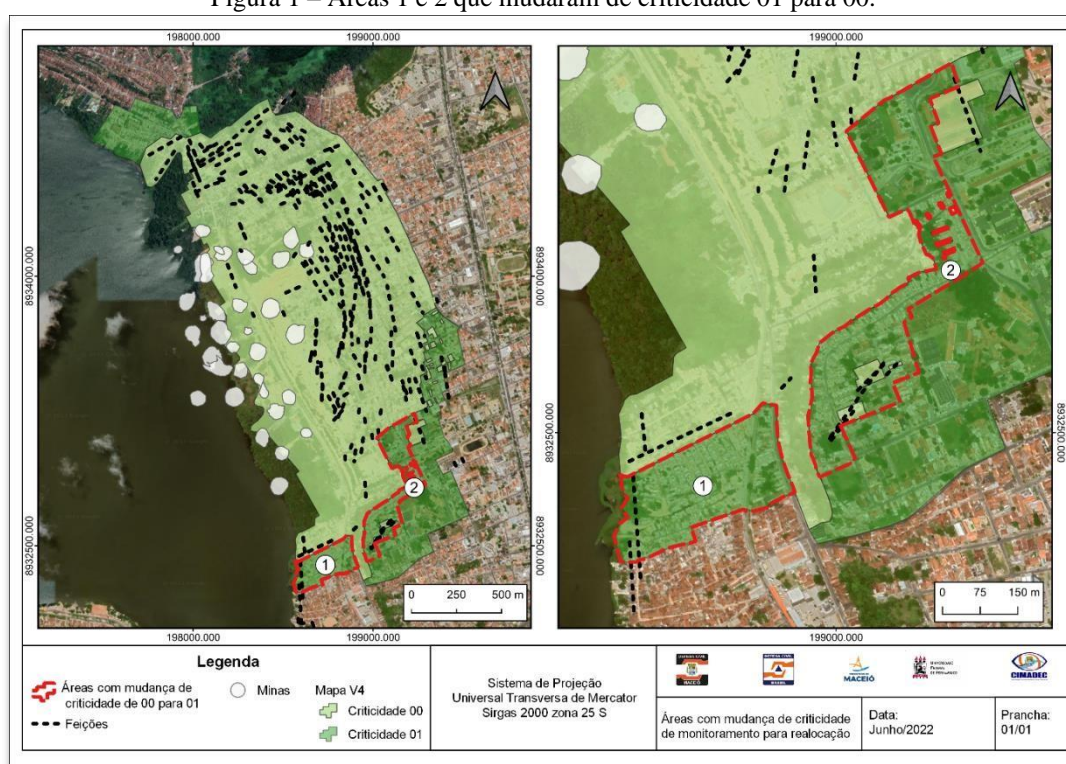 Figura 1 – Áreas 1 e 2 que mudaram de criticidade 01 para 00.
198000.000
199000.000
199000.000
8934000.000
8934000.000
8932500.000
8932500.000
8932500.000
1
2
1
2
0 250 500 m
0 75 150 m
198000.000
199000.000
199000.000
Legenda
Áreas com mudança de
criticidade de 00 para 01
Feições
Minas
Mapa V4
Criticidade 00
Criticidade 01
Sistema de Projeção
Universal Transversa de Mercator
Sirgas 2000 zona 25 S
MACEIÓ
MACEIÓ
CIMADEC
Áreas com mudança de criticidade
de monitoramento para realocação
Data:
Junho/2022
Prancha:
01/01